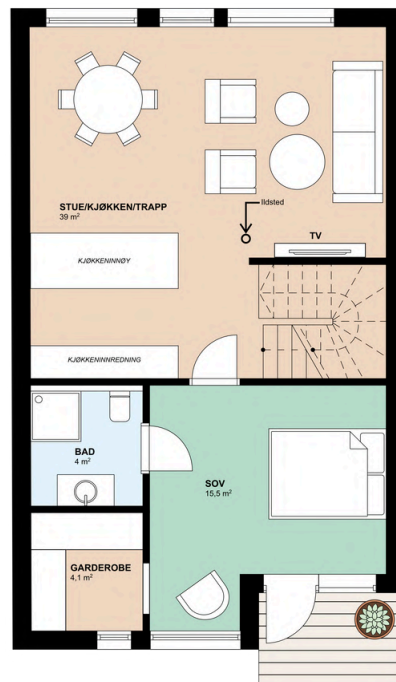 STUE/KJØKKEN/TRAPP
39 m²
Ildsted
TV
KJØKKENINNØY
KJØKKENINNREDNING
BAD
4 m²
SOV
15,5 m²
GARDEROBE
4,1 m²